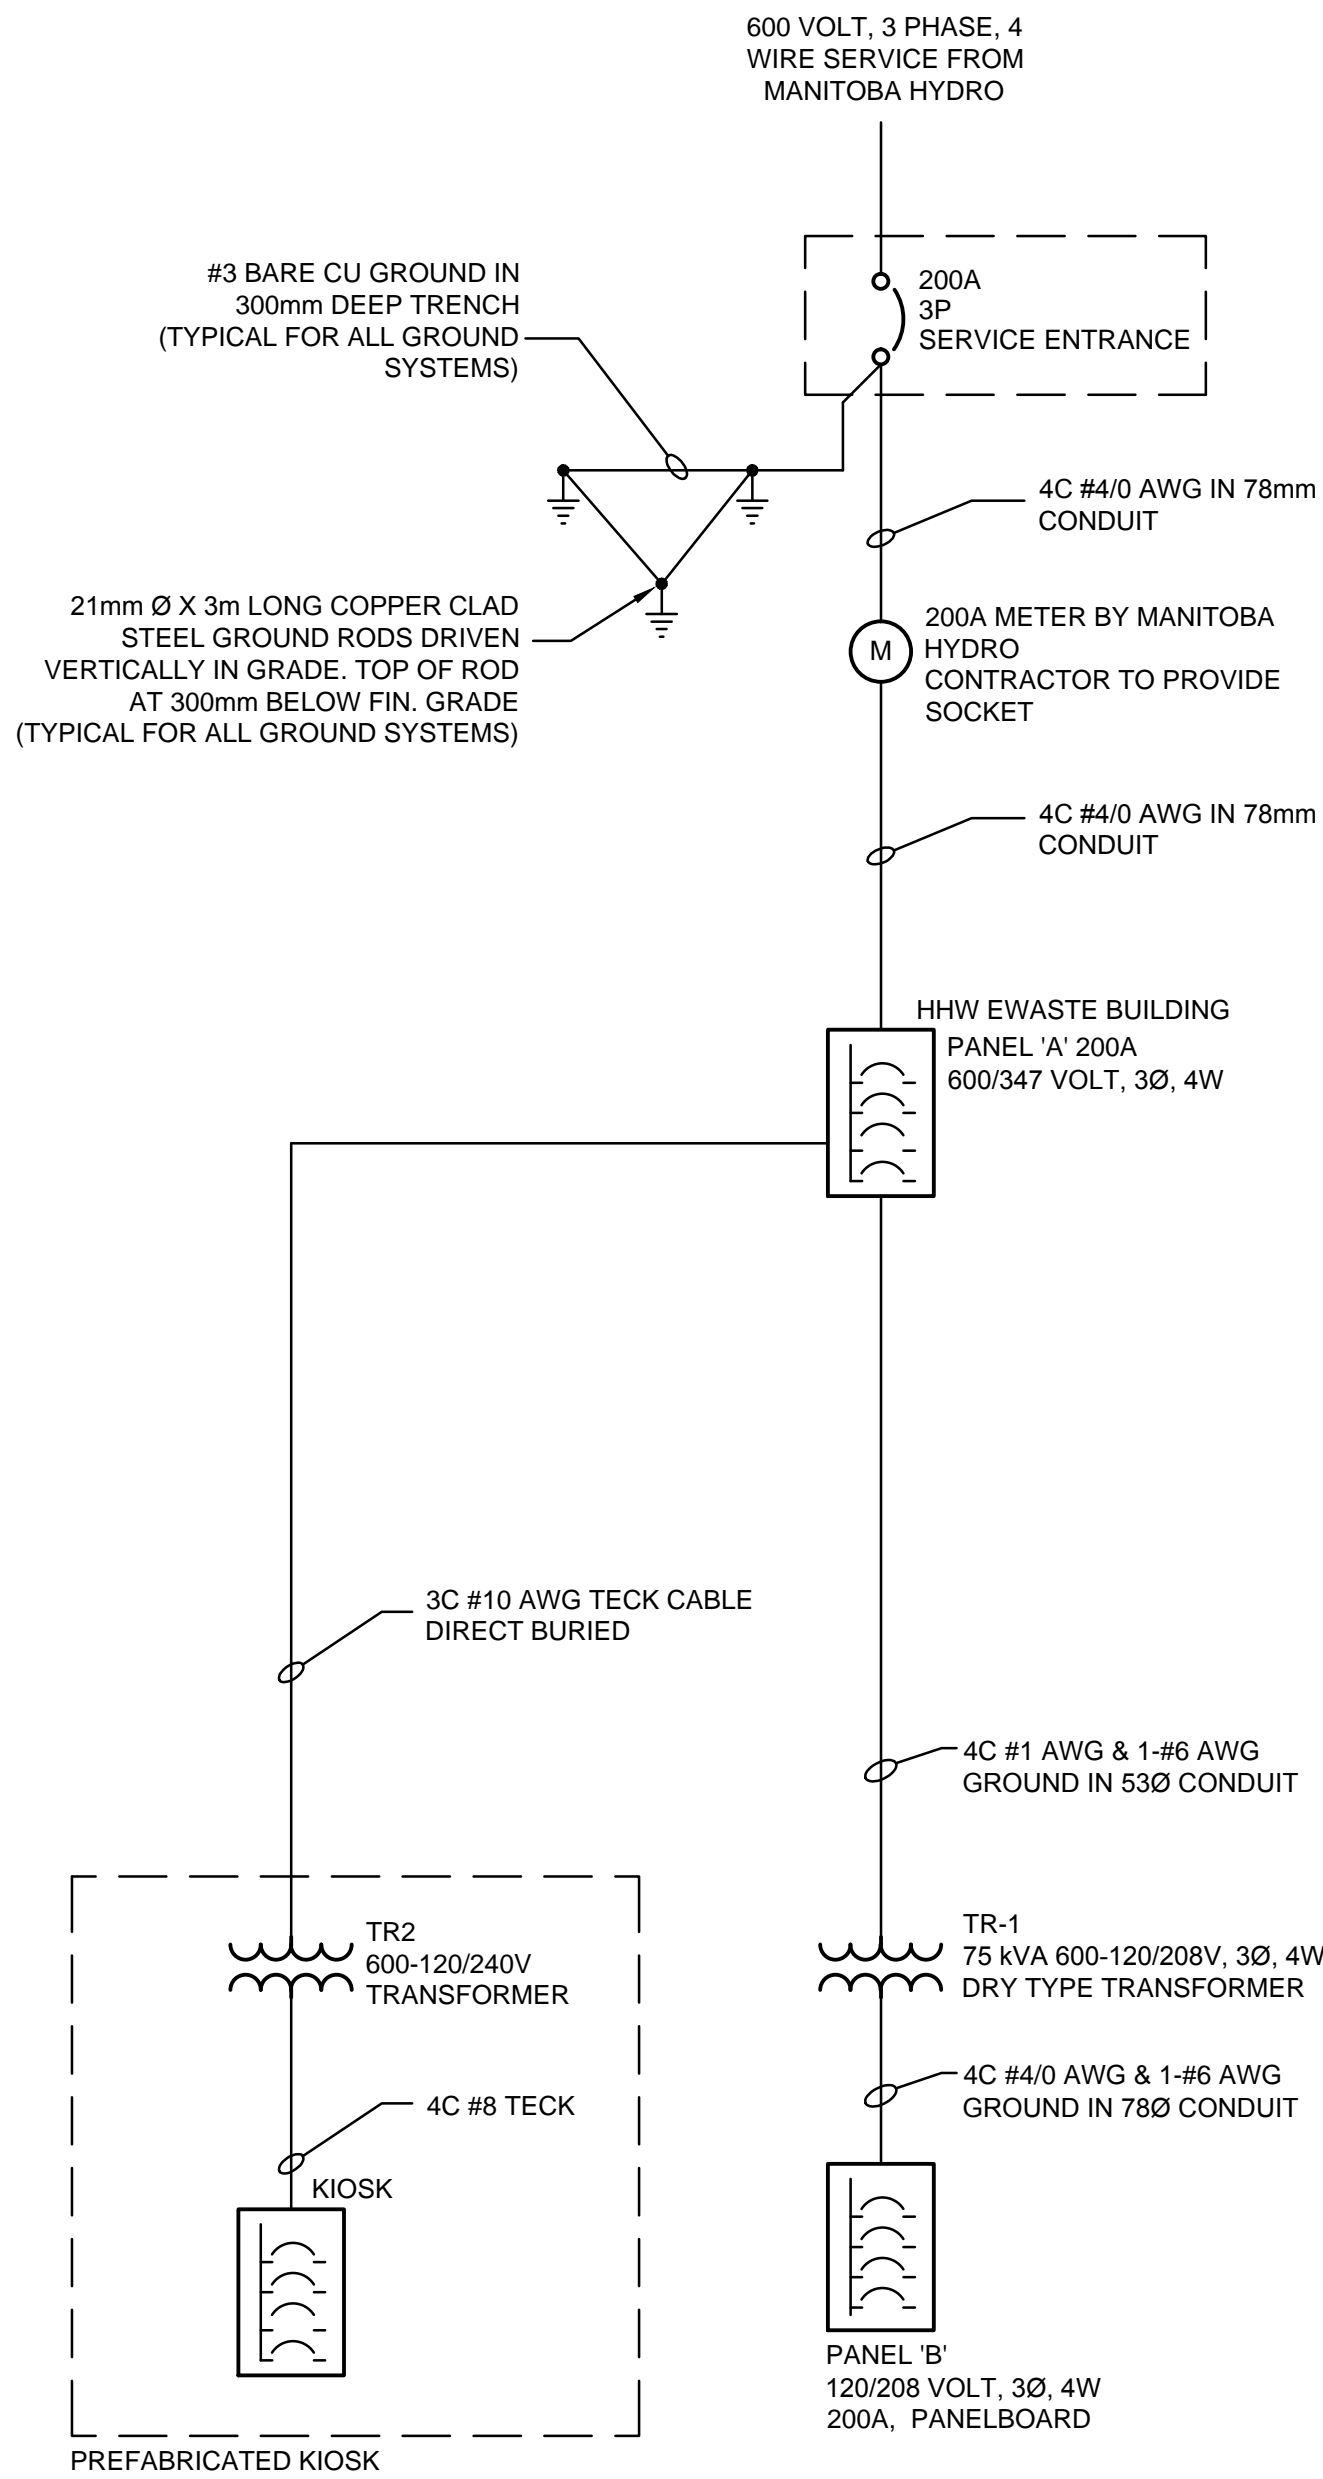 600 VOLT, 3 PHASE, 4
WIRE SERVICE FROM
MANITOBA HYDRO
#3 BARE CU GROUND IN
300mm DEEP TRENCH
(TYPICAL FOR ALL GROUND
SYSTEMS)
200A
3P
SERVICE ENTRANCE
4C #4/0 AWG IN 78mm
CONDUIT
21mm Ø X 3m LONG COPPER CLAD
STEEL GROUND RODS DRIVEN
VERTICALLY IN GRADE. TOP OF ROD
AT 300mm BELOW FIN. GRADE
(TYPICAL FOR ALL GROUND SYSTEMS)
M
200A METER BY MANITOBA
HYDRO
CONTRACTOR TO PROVIDE
SOCKET
4C #4/0 AWG IN 78mm
CONDUIT
HHW EWASTE BUILDING
PANEL 'A' 200A
600/347 VOLT, 3Ø, 4W
3C #10 AWG TECK CABLE
DIRECT BURIED
4C #1 AWG & 1-#6 AWG
GROUND IN 53Ø CONDUIT
TR2
600-120/240V
TRANSFORMER
TR-1
75 kVA 600-120/208V, 3Ø, 4W
DRY TYPE TRANSFORMER
4C #8 TECK
4C #4/0 AWG & 1-#6 AWG
GROUND IN 78Ø CONDUIT
KIOSK
PANEL 'B'
120/208 VOLT, 3Ø, 4W
200A, PANELBOARD
PREFABRICATED KIOSK